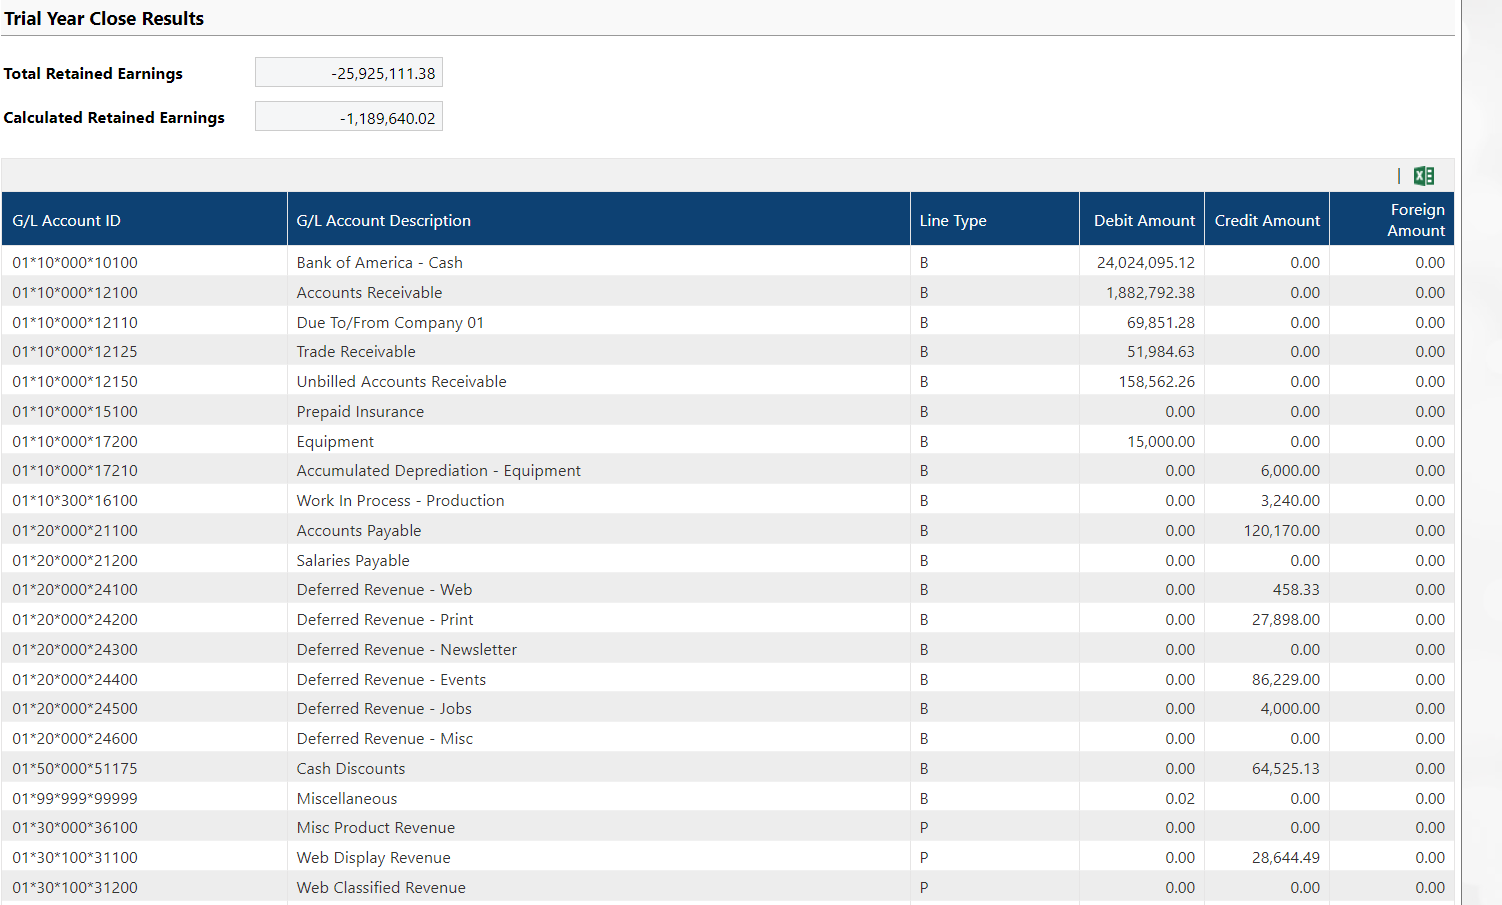 Trial Year Close Results
Total Retained Earnings -25,925,111.38
Calculated Retained Earnings -1,189,640.02
G/L Account ID G/L Account Description Line Type Debit Amount Credit Amount Foreign Amount
01*10*000*10100 Bank of America - Cash B 24,024,095.12 0.00 0.00
01*10*000*12100 Accounts Receivable B 1,882,792.38 0.00 0.00
01*10*000*12110 Due To/From Company 01 B 69,851.28 0.00 0.00
01*10*000*12125 Trade Receivable B 51,984.63 0.00 0.00
01*10*000*12150 Unbilled Accounts Receivable B 158,562.26 0.00 0.00
01*10*000*15100 Prepaid Insurance B 0.00 0.00 0.00
01*10*000*17200 Equipment B 15,000.00 0.00 0.00
01*10*000*17210 Accumulated Deprediation - Equipment B 0.00 6,000.00 0.00
01*10*300*16100 Work In Process - Production B 0.00 3,240.00 0.00
01*20*000*21100 Accounts Payable B 0.00 120,170.00 0.00
01*20*000*21200 Salaries Payable B 0.00 0.00 0.00
01*20*000*24100 Deferred Revenue - Web B 0.00 458.33 0.00
01*20*000*24200 Deferred Revenue - Print B 0.00 27,898.00 0.00
01*20*000*24300 Deferred Revenue - Newsletter B 0.00 0.00 0.00
01*20*000*24400 Deferred Revenue - Events B 0.00 86,229.00 0.00
01*20*000*24500 Deferred Revenue - Jobs B 0.00 4,000.00 0.00
01*20*000*24600 Deferred Revenue - Misc B 0.00 0.00 0.00
01*50*000*51175 Cash Discounts B 0.00 64,525.13 0.00
01*99*999*99999 Miscellaneous B 0.02 0.00 0.00
01*30*000*36100 Misc Product Revenue P 0.00 0.00 0.00
01*30*100*31100 Web Display Revenue P 0.00 28,644.49 0.00
01*30*100*31200 Web Classified Revenue P 0.00 0.00 0.00